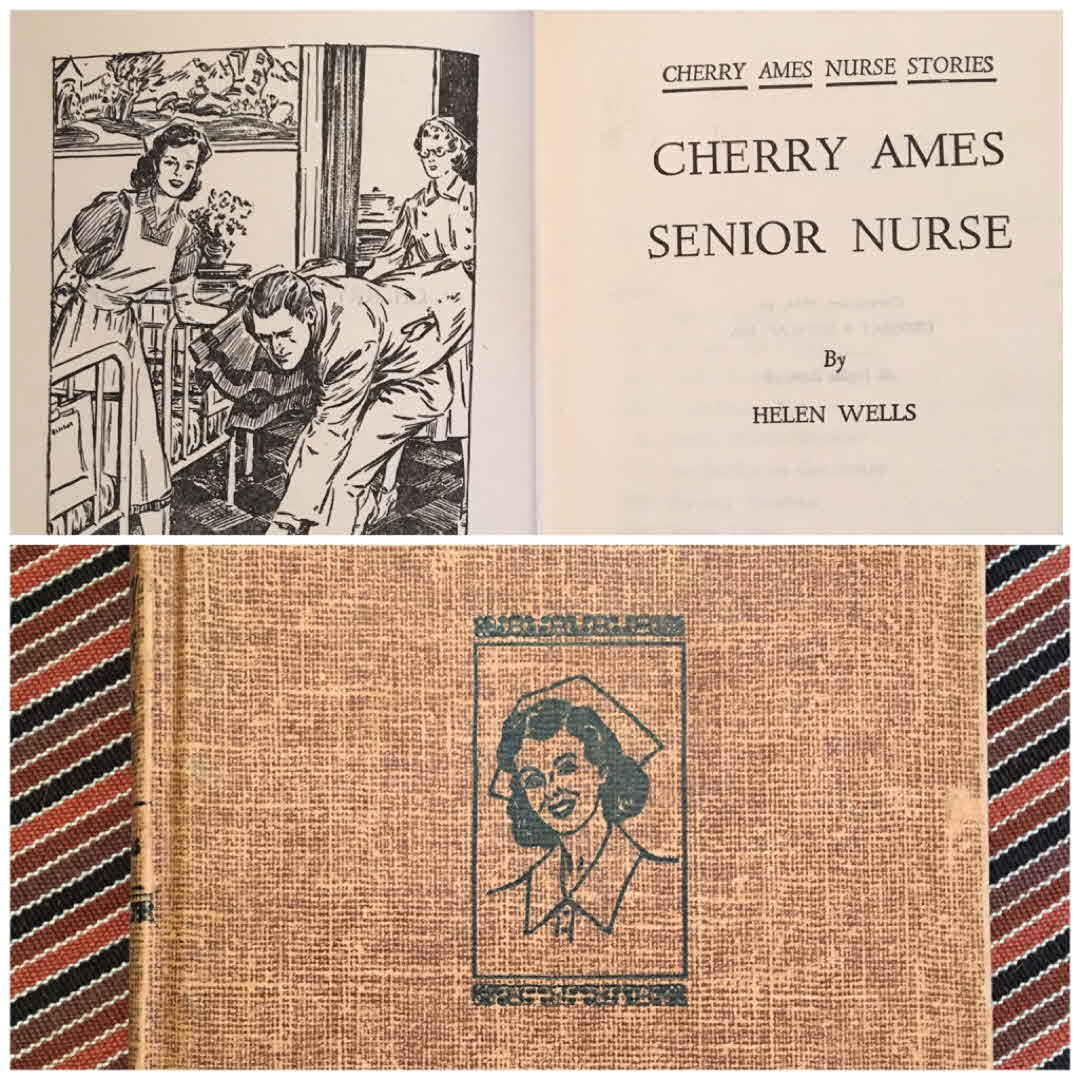 CHERRY AMES NURSE STORIES
CHERRY AMES
SENIOR NURSE
By
HELEN WELLS